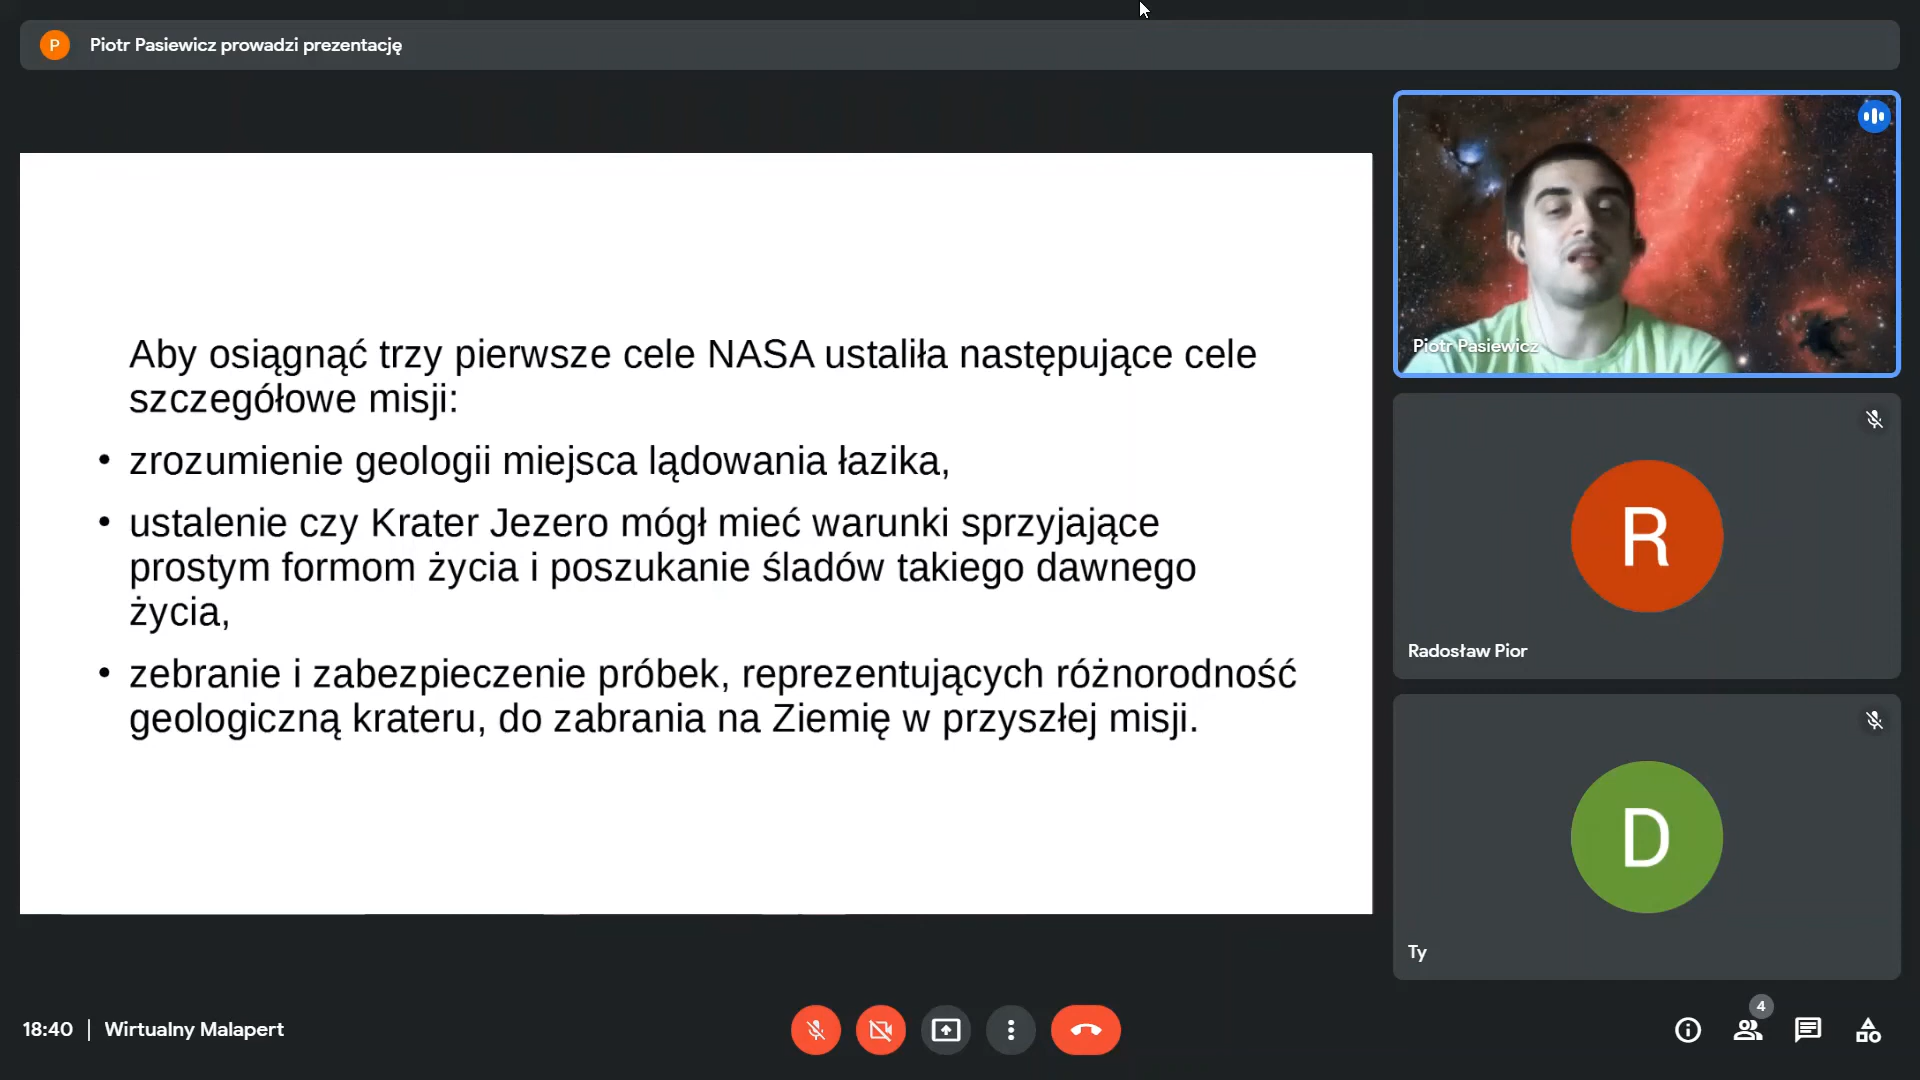 P Piotr Pasiewicz prowadzi prezentację
Aby osiągnąć trzy pierwsze cele NASA ustaliła następujące cele
szczegółowe misji:
• zrozumienie geologii miejsca lądowania łazika,
• ustalenie czy Krater Jezero mógł mieć warunki sprzyjające
prostym formom życia i poszukanie śladów takiego dawnego
życia,
• zebranie i zabezpieczenie próbek, reprezentujących różnorodność
geologiczną krateru, do zabrania na Ziemię w przyszłej misji.
Piotr Pasiewicz
R
Radosław Pior
D
Ty
18:40 | Wirtualny Malapert
4